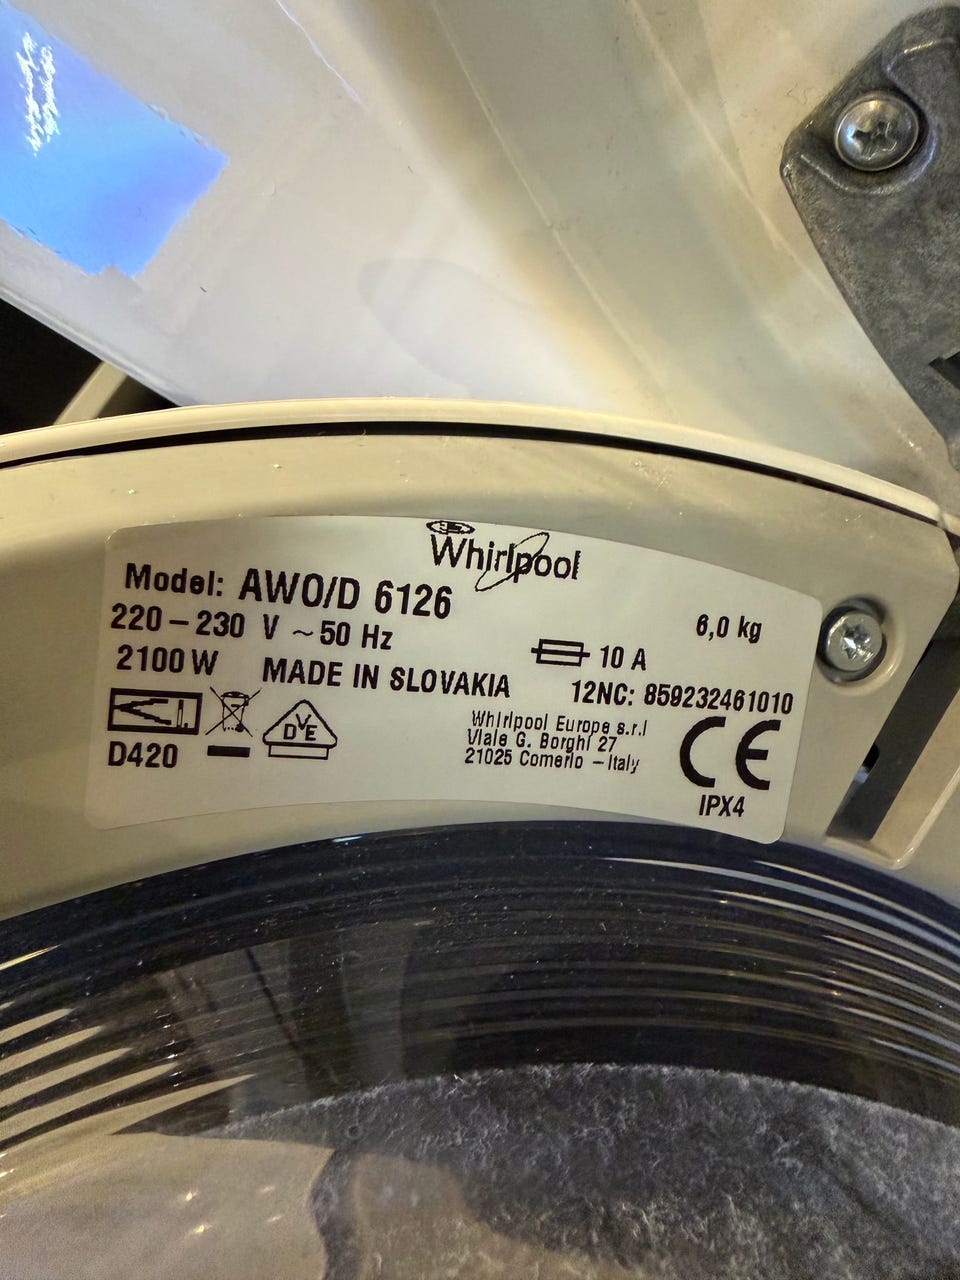 Whirlpool
Model: AWO/D 6126
6,0 kg
220 – 230 V ~ 50 Hz
10 A
2100 W MADE IN SLOVAKIA
12NC: 859232461010
DVE
D420
Whirlpool Europe s.r.l
Viale G. Borghi 27
21025 Comerio – Italy
CE
IPX4